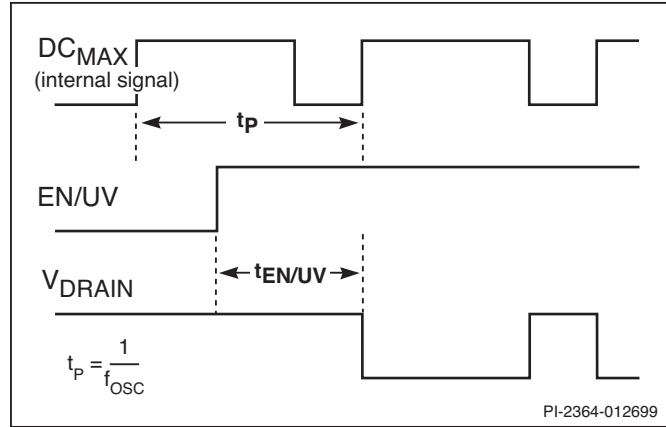 DCMAX
(internal signal)
tP
EN/UV
tEN/UV
VDRAIN
tP = 1/fOSC
PI-2364-012699